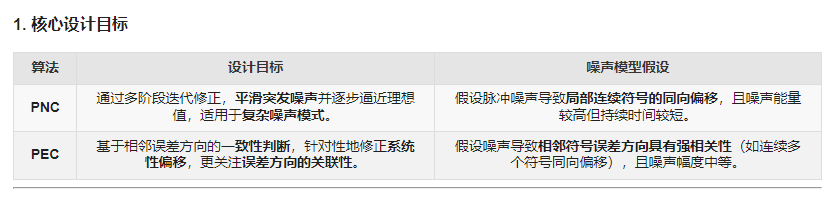 1. 核心设计目标
算法 设计目标 噪声模型假设
PNC 通过多阶段迭代修正，平滑突发噪声并逐步逼近理想值，适用于复杂噪声模式。 假设脉冲噪声导致局部连续符号的同向偏移，且噪声能量较高但持续时间较短。
PEC 基于相邻误差方向的一致性判断，针对性地修正系统性偏移，更关注误差方向的关联性。 假设噪声导致相邻符号误差方向具有强相关性（如连续多个符号同向偏移），且噪声幅度中等。